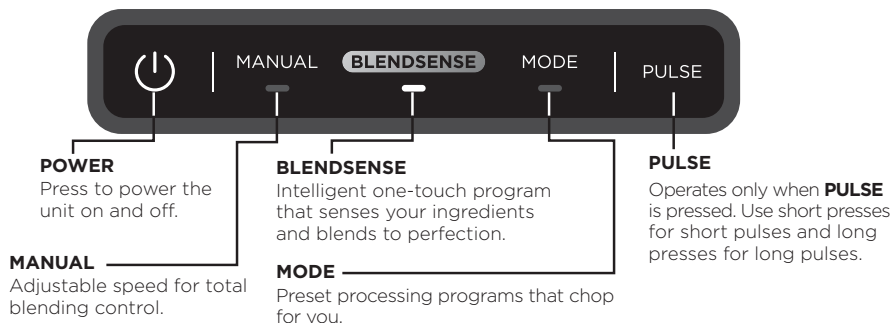 MANUAL
BLENDSENSE
MODE
PULSE
POWER
Press to power the
unit on and off.
MANUAL
Adjustable speed for total
blending control.
BLENDSENSE
Intelligent one-touch program
that senses your ingredients
and blends to perfection.
MODE
Preset processing programs that chop
for you.
PULSE
Operates only when PULSE
is pressed. Use short presses
for short pulses and long
presses for long pulses.